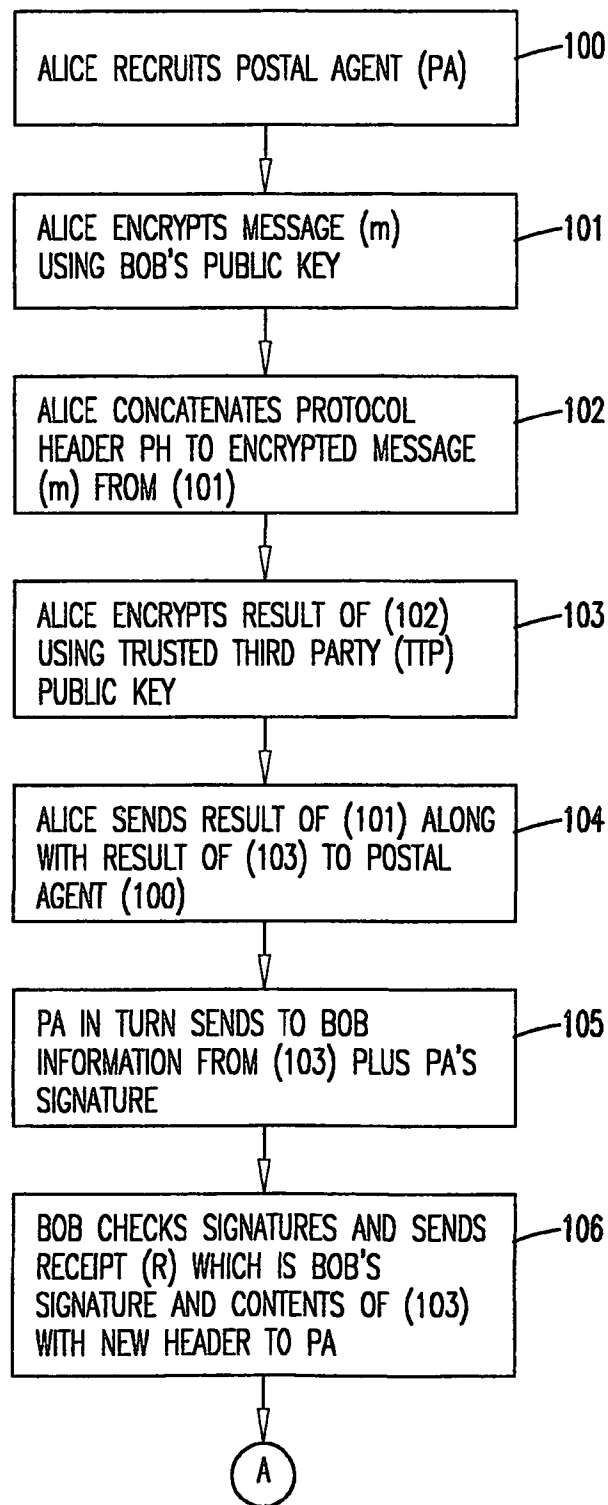 ALICE RECRUITS POSTAL AGENT (PA)
100
ALICE ENCRYPTS MESSAGE (m)
USING BOB'S PUBLIC KEY
101
ALICE CONCATENATES PROTOCOL
HEADER PH TO ENCRYPTED MESSAGE
(m) FROM (101)
102
ALICE ENCRYPTS RESULT OF (102)
USING TRUSTED THIRD PARTY (TTP)
PUBLIC KEY
103
ALICE SENDS RESULT OF (101) ALONG
WITH RESULT OF (103) TO POSTAL
AGENT (100)
104
PA IN TURN SENDS TO BOB
INFORMATION FROM (103) PLUS PA'S
SIGNATURE
105
BOB CHECKS SIGNATURES AND SENDS
RECEIPT (R) WHICH IS BOB'S
SIGNATURE AND CONTENTS OF (103)
WITH NEW HEADER TO PA
106
A